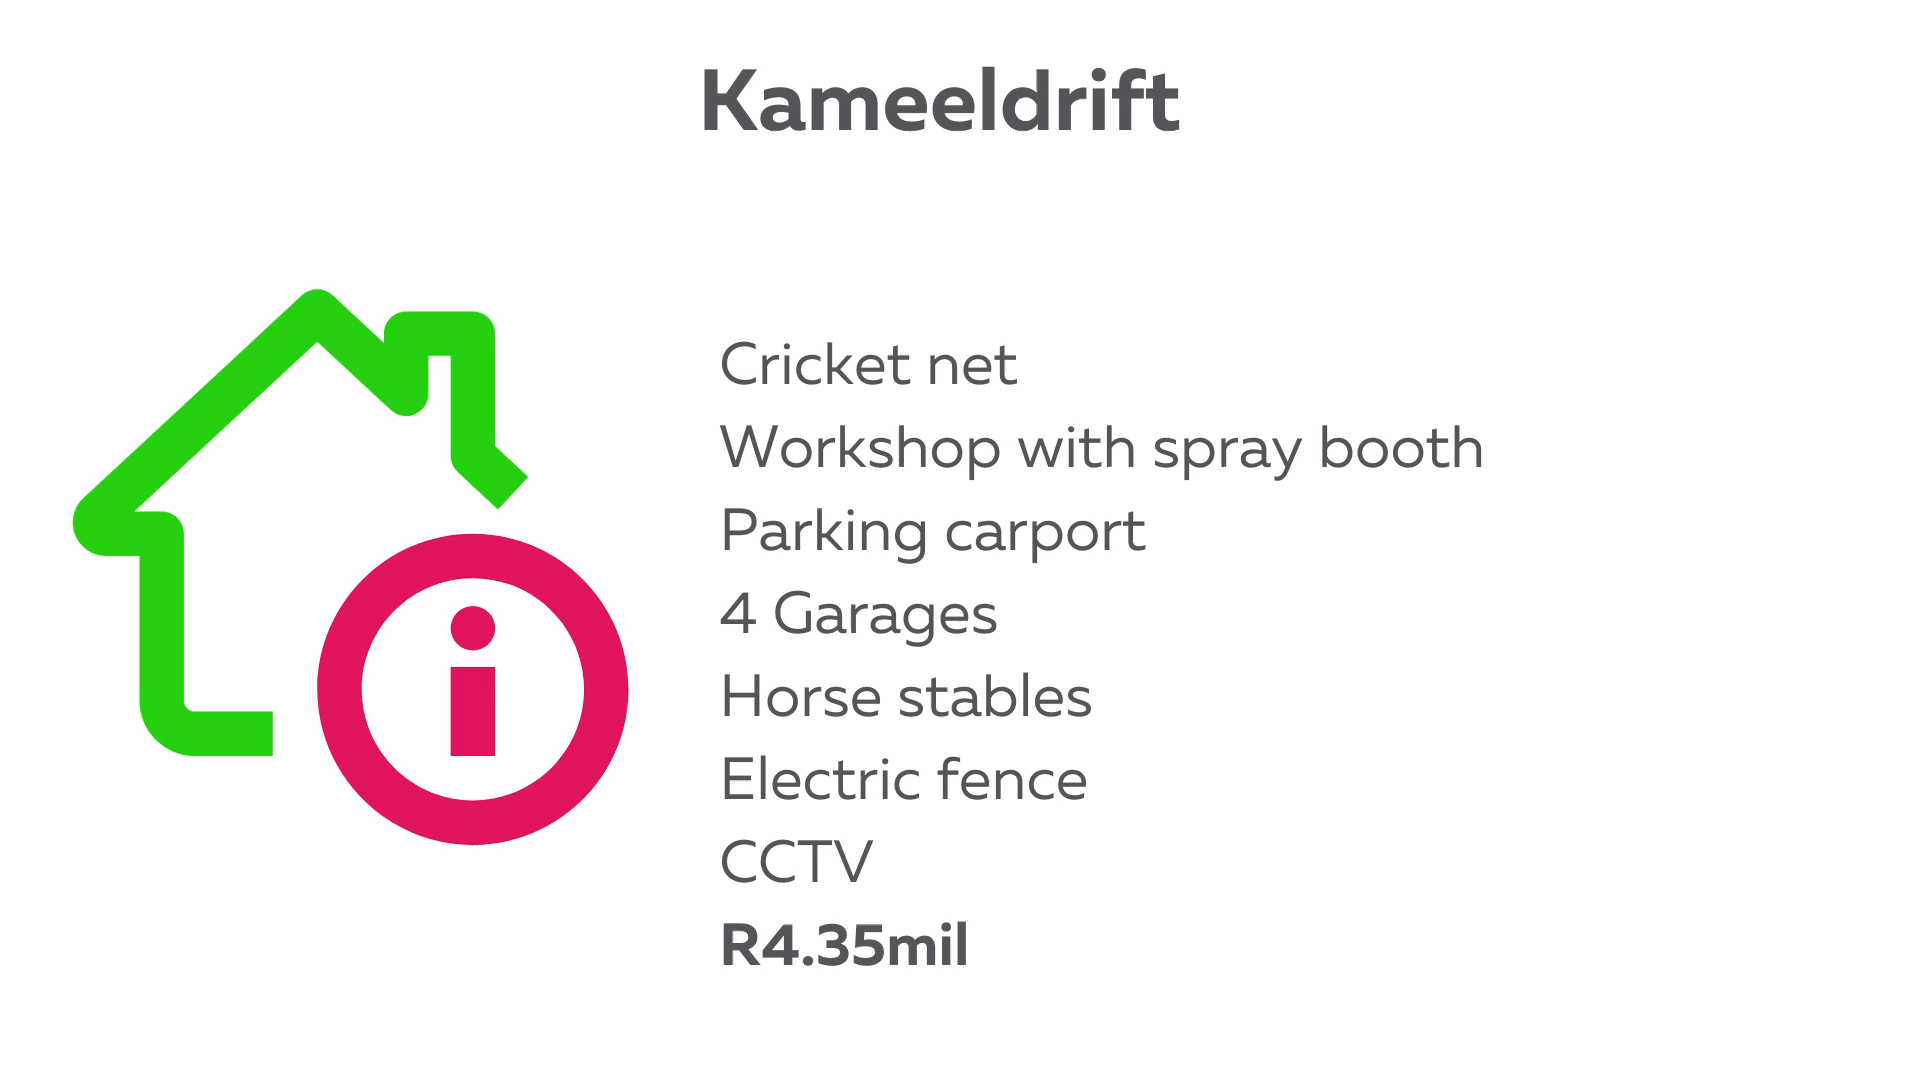 Kameeldrift
Cricket net
Workshop with spray booth
Parking carport
4 Garages
Horse stables
Electric fence
CCTV
R4.35mil